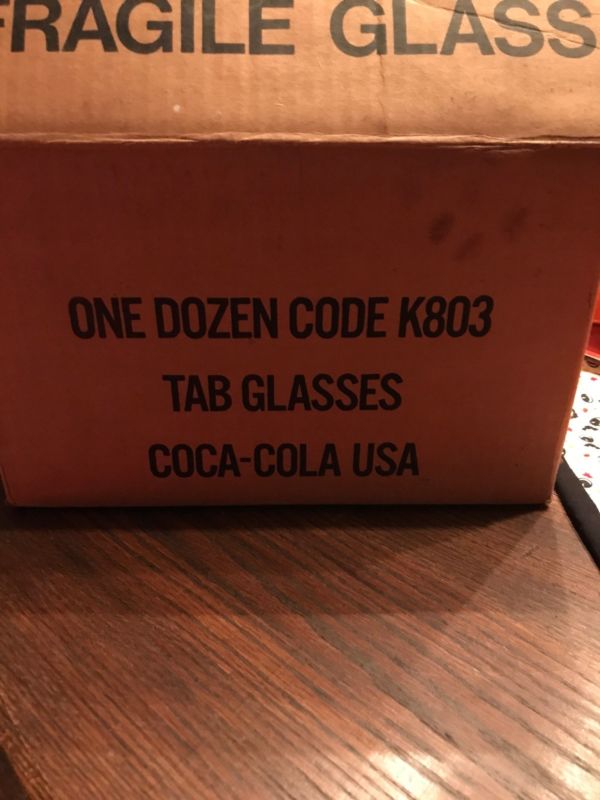 FRAGILE GLASS
ONE DOZEN CODE K803
TAB GLASSES
COCA-COLA USA